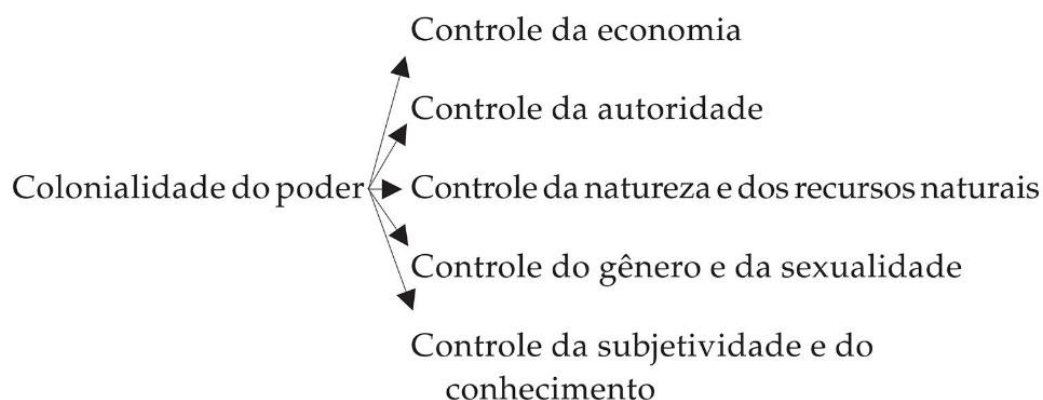 Controle da economia
Controle da autoridade
Colonialidade do poder
Controle da natureza e dos recursos naturais
Controle do gênero e da sexualidade
Controle da subjetividade e do
conhecimento